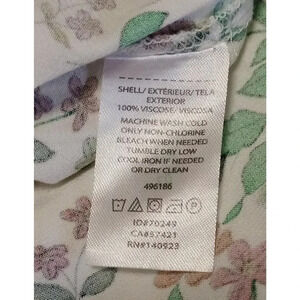 SHELL/ EXTÉRIEUR/ TELA
EXTERIOR
100% VISCOSE/ VISCOSA
MACHINE WASH COLD
ONLY NON-CHLORINE
BLEACH WHEN NEEDED
TUMBLE DRY LOW
COOL IRON IF NEEDED
OR DRY CLEAN
496186
ID#70249
CA#57421
RN#140923